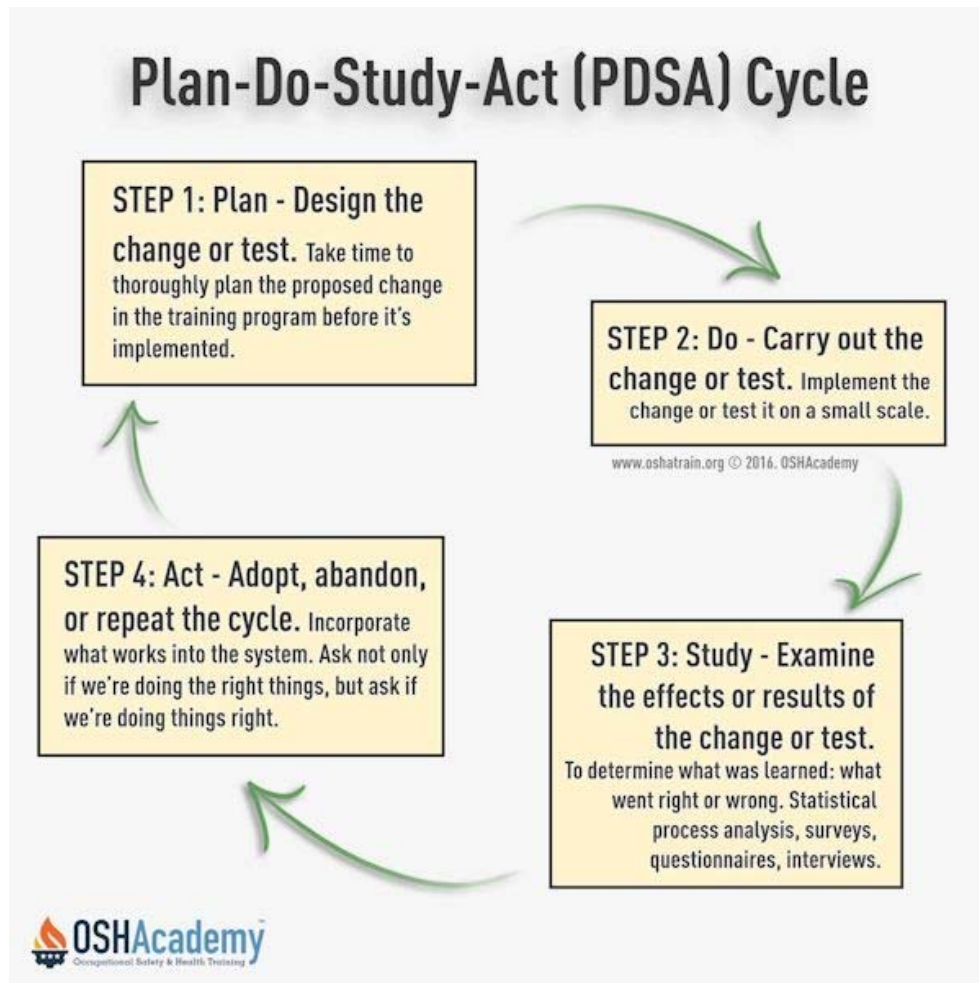 Plan-Do-Study-Act (PDSA) Cycle
STEP 1: Plan - Design the
change or test. Take time to
thoroughly plan the proposed change
in the training program before it's
implemented.
STEP 2: Do - Carry out the
change or test. Implement the
change or test it on a small scale.
www.oshatrain.org © 2016. OSHAcademy
STEP 3: Study - Examine
the effects or results of
the change or test.
To determine what was learned: what
went right or wrong. Statistical
process analysis, surveys,
questionnaires, interviews.
STEP 4: Act - Adopt, abandon,
or repeat the cycle. Incorporate
what works into the system. Ask not only
if we're doing the right things, but ask if
we're doing things right.
OSHAcademy
Occupational Safety & Health Training